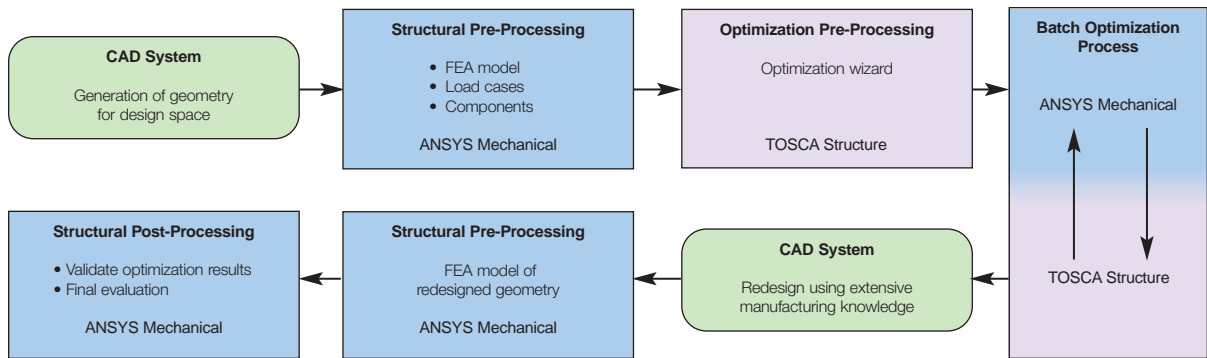 CAD System
Generation of geometry
for design space
Structural Pre-Processing
• FEA model
• Load cases
• Components
ANSYS Mechanical
Optimization Pre-Processing
Optimization wizard
TOSCA Structure
Batch Optimization
Process
ANSYS Mechanical
TOSCA Structure
CAD System
Redesign using extensive
manufacturing knowledge
Structural Pre-Processing
FEA model of
redesigned geometry
ANSYS Mechanical
Structural Post-Processing
• Validate optimization results
• Final evaluation
ANSYS Mechanical